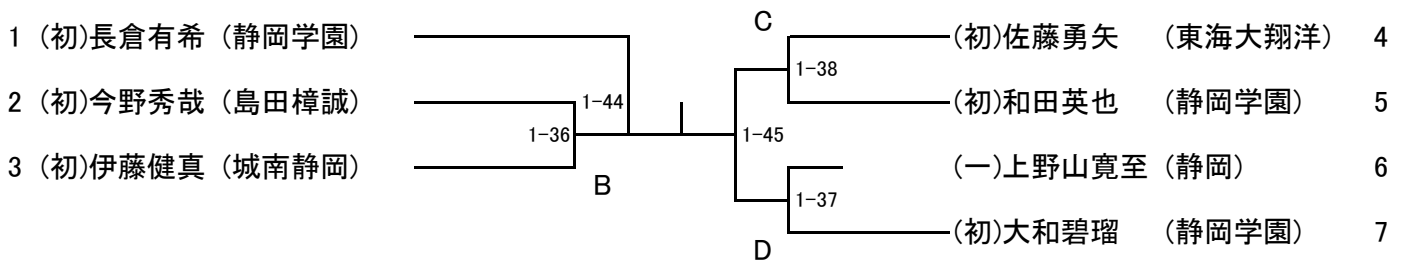 C
1 (初)長倉有希 (静岡学園)
(初)佐藤勇矢 (東海大翔洋) 4
1-38
2 (初)今野秀哉 (島田樟誠)
1-44
(初)和田英也 (静岡学園) 5
1-36
1-45
3 (初)伊藤健真 (城南静岡)
(一)上野山寛至 (静岡) 6
B
1-37
(初)大和碧瑠 (静岡学園) 7
D